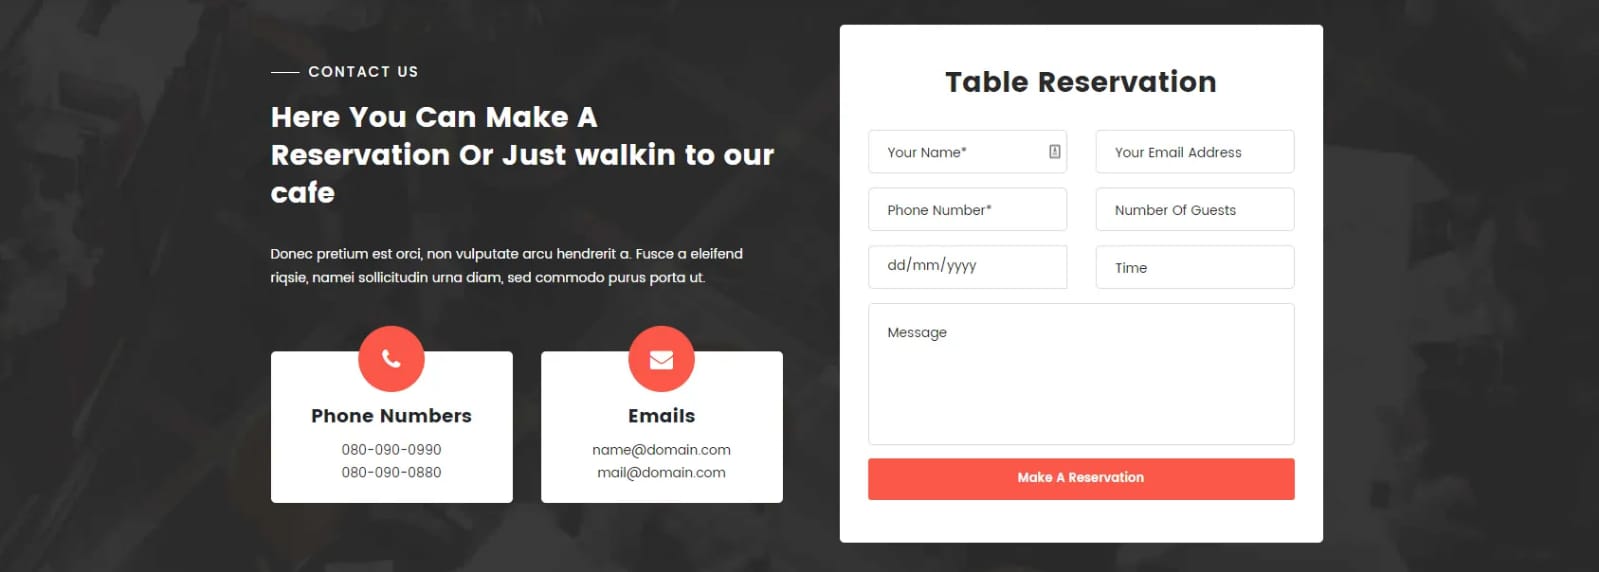 CONTACT US
Here You Can Make A
Reservation Or Just walkin to our
cafe
Donec pretium est orci, non vulputate arcu hendrerit a. Fusce a eleifend
riqsie, namei sollicitudin urna diam, sed commodo purus porta ut.
Phone Numbers
080-090-0990
080-090-0880
Emails
name@domain.com
mail@domain.com
Table Reservation
Your Name*
Your Email Address
Phone Number*
Number Of Guests
dd/mm/yyyy
Time
Message
Make A Reservation